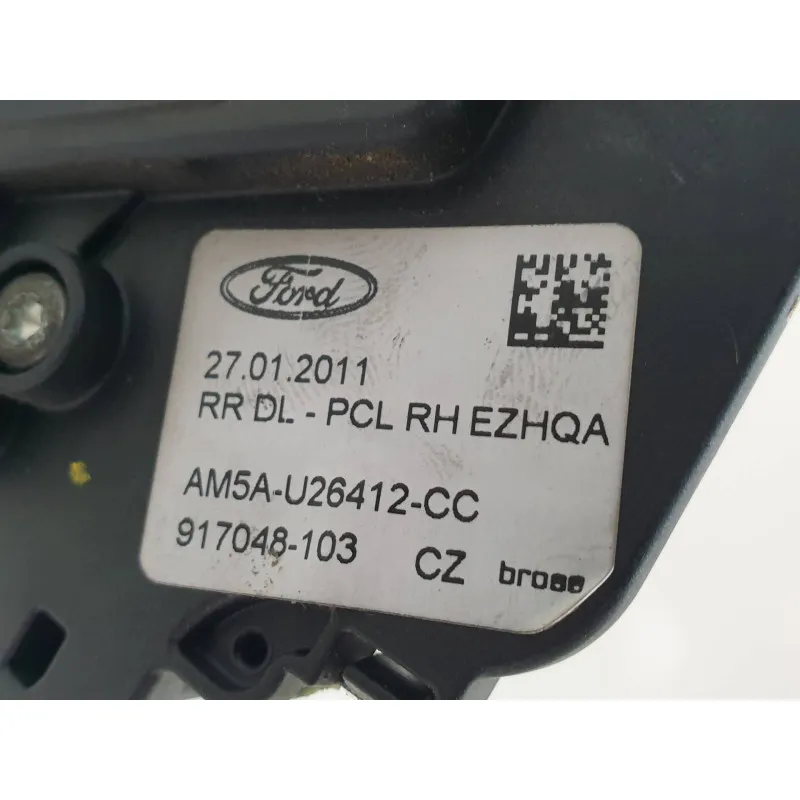 Ford
27.01.2011
RR DL - PCL RH EZHQA
AM5A-U26412-CC
917048-103 CZ brose